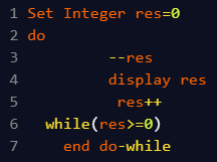 1 Set Integer res=0
2 do
3 --res
4 display res
5 res++
6 while(res>=0)
7 end do-while